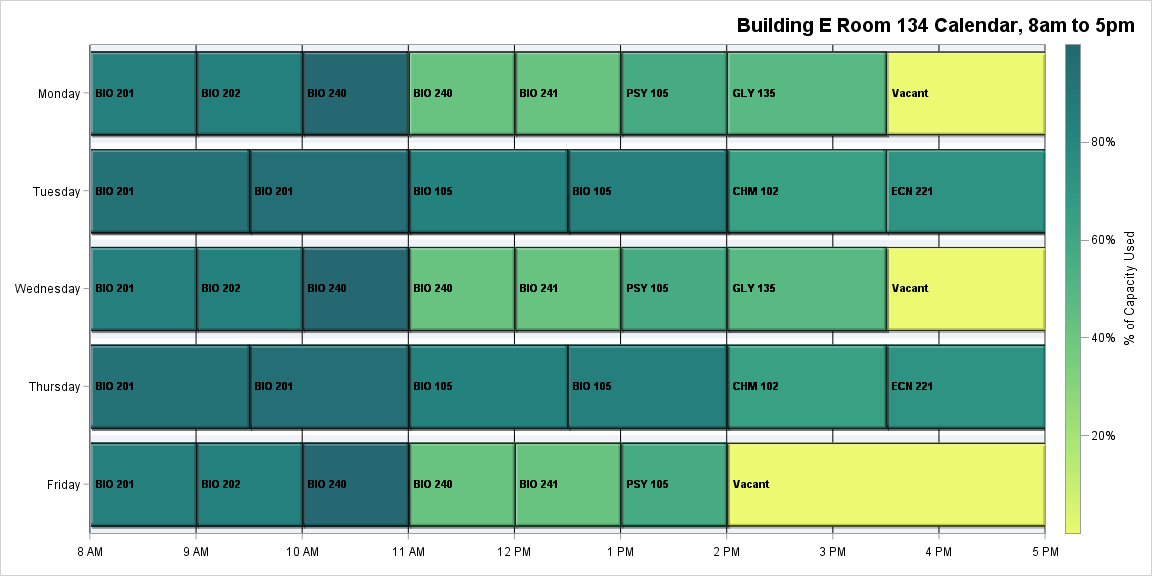 Building E Room 134 Calendar, 8am to 5pm
Monday
BIO 201
BIO 202
BIO 240
BIO 240
BIO 241
PSY 105
GLY 135
Vacant
Tuesday
BIO 201
BIO 201
BIO 105
BIO 105
CHM 102
ECN 221
Wednesday
BIO 201
BIO 202
BIO 240
BIO 240
BIO 241
PSY 105
GLY 135
Vacant
Thursday
BIO 201
BIO 201
BIO 105
BIO 105
CHM 102
ECN 221
Friday
BIO 201
BIO 202
BIO 240
BIO 240
BIO 241
PSY 105
Vacant
8 AM
9 AM
10 AM
11 AM
12 PM
1 PM
2 PM
3 PM
4 PM
5 PM
80%
60%
40%
20%
% of Capacity Used